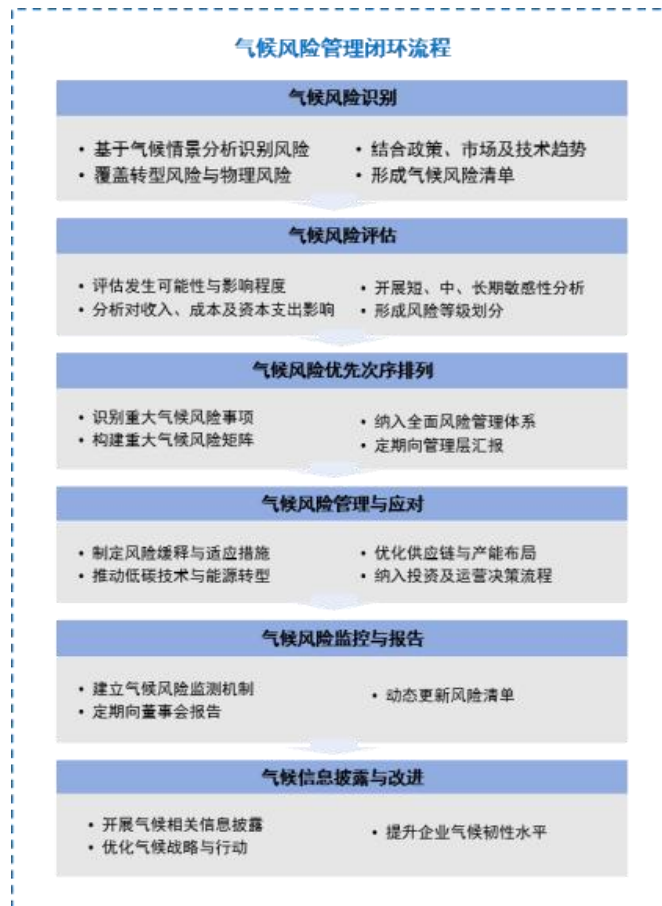 气候风险管理闭环流程
气候风险识别
• 基于气候情景分析识别风险
• 覆盖转型风险与物理风险
• 结合政策、市场及技术趋势
• 形成气候风险清单
气候风险评估
• 评估发生可能性与影响程度
• 分析对收入、成本及资本支出影响
• 开展短、中、长期敏感性分析
• 形成风险等级划分
气候风险优先次序排列
• 识别重大气候风险事项
• 构建重大气候风险矩阵
• 纳入全面风险管理体系
• 定期向管理层汇报
气候风险管理与应对
• 制定风险缓释与适应措施
• 推动低碳技术与能源转型
• 优化供应链与产能布局
• 纳入投资及运营决策流程
气候风险监控与报告
• 建立气候风险监测机制
• 定期向董事会报告
• 动态更新风险清单
气候信息披露与改进
• 开展气候相关信息披露
• 优化气候战略与行动
• 提升企业气候韧性水平